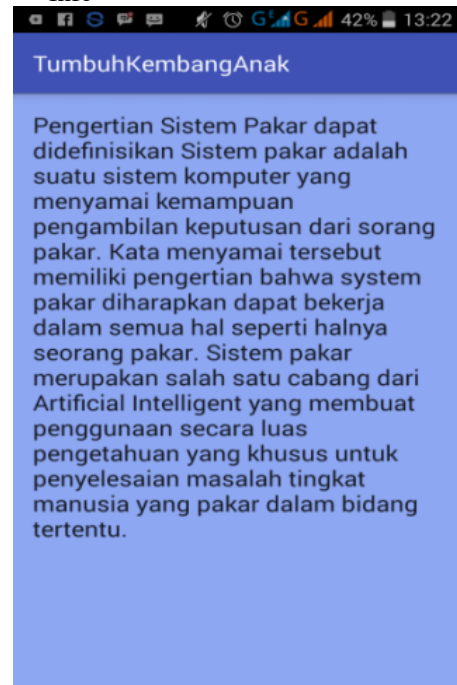 42% 13:22
TumbuhKembangAnak
Pengertian Sistem Pakar dapat
didefinisikan Sistem pakar adalah
suatu sistem komputer yang
menyamai kemampuan
pengambilan keputusan dari sorang
pakar. Kata menyamai tersebut
memiliki pengertian bahwa system
pakar diharapkan dapat bekerja
dalam semua hal seperti halnya
seorang pakar. Sistem pakar
merupakan salah satu cabang dari
Artificial Intelligent yang membuat
penggunaan secara luas
pengetahuan yang khusus untuk
penyelesaian masalah tingkat
manusia yang pakar dalam bidang
tertentu.